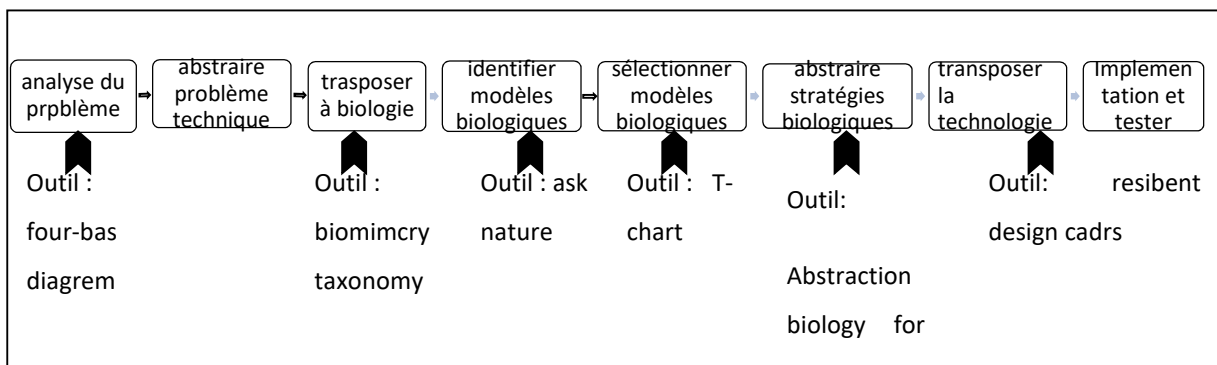 analyse du
prpblème
abstraire
problème
technique
trasposer
à biologie
identifier
modèles
biologiques
sélectionner
modèles
biologiques
abstraire
stratégies
biologiques
transposer
la
technologie
Implemen
tation et
tester
Outil :
four-bas
diagrem
Outil :
biomimcry
taxonomy
Outil : ask
nature
Outil : T-
chart
Outil:
Abstraction
biology for
Outil: resibent
design cadrs